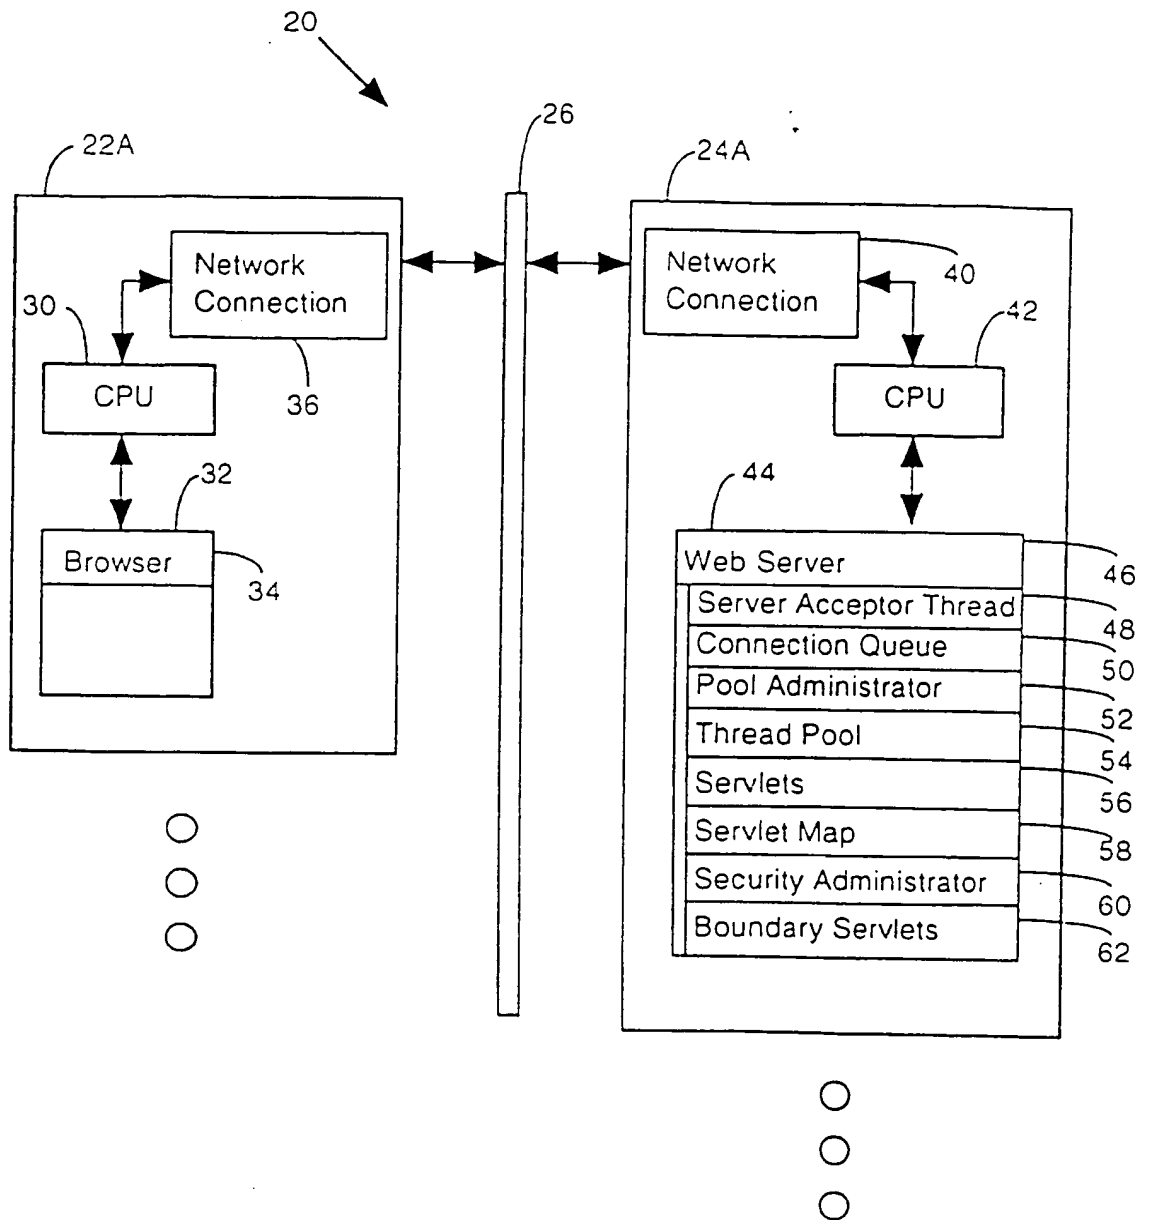 20
22A
26
24A
Network
Connection
30
CPU
36
32
Browser
34
Network
Connection
40
42
CPU
44
Web Server
46
Server Acceptor Thread
48
Connection Queue
50
Pool Administrator
52
Thread Pool
54
Servlets
56
Servlet Map
58
Security Administrator
60
Boundary Servlets
62